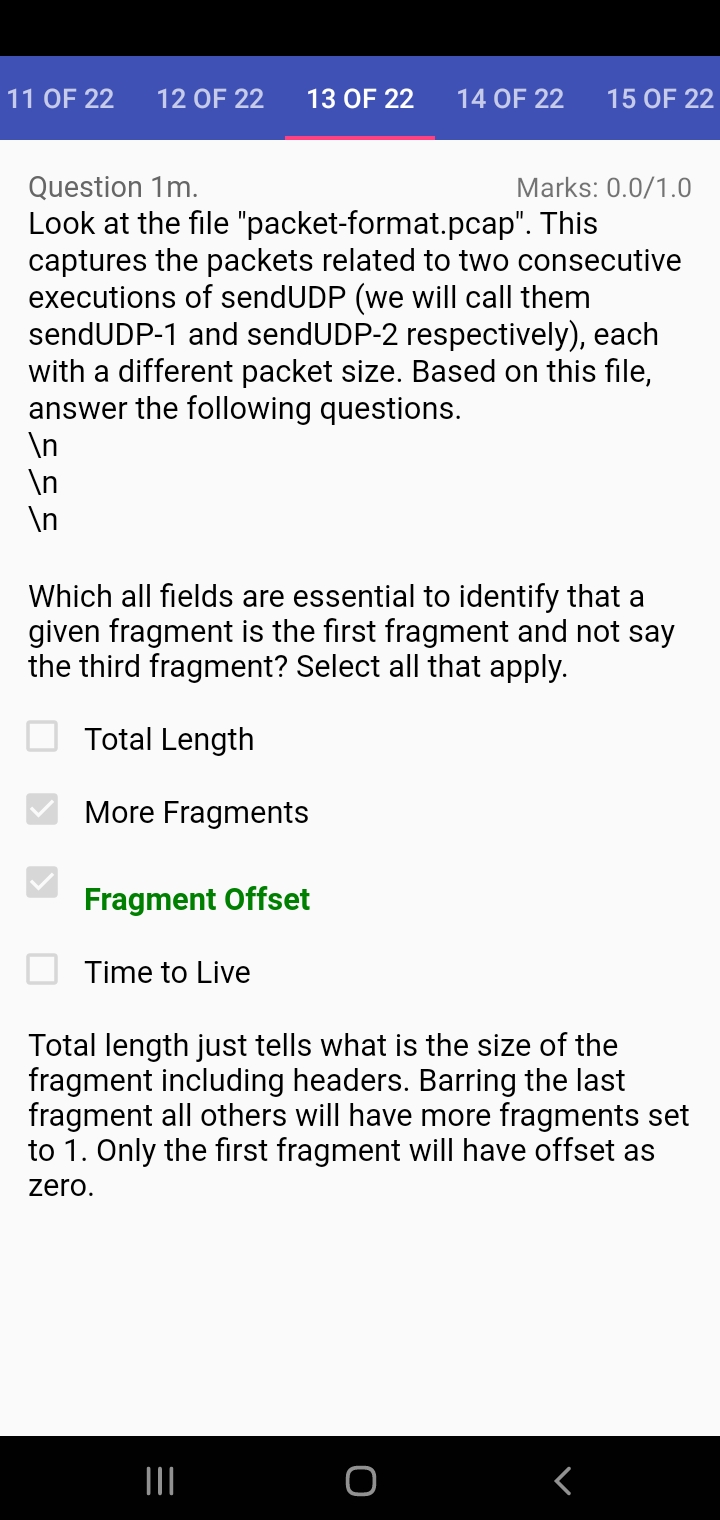 11 OF 22 12 OF 22 13 OF 22 14 OF 22 15 OF 22
Question 1m. Marks: 0.0/1.0
Look at the file "packet-format.pcap". This
captures the packets related to two consecutive
executions of sendUDP (we will call them
sendUDP-1 and sendUDP-2 respectively), each
with a different packet size. Based on this file,
answer the following questions.
\n
\n
\n
Which all fields are essential to identify that a
given fragment is the first fragment and not say
the third fragment? Select all that apply.
Total Length
More Fragments
Fragment Offset
Time to Live
Total length just tells what is the size of the
fragment including headers. Barring the last
fragment all others will have more fragments set
to 1. Only the first fragment will have offset as
zero.